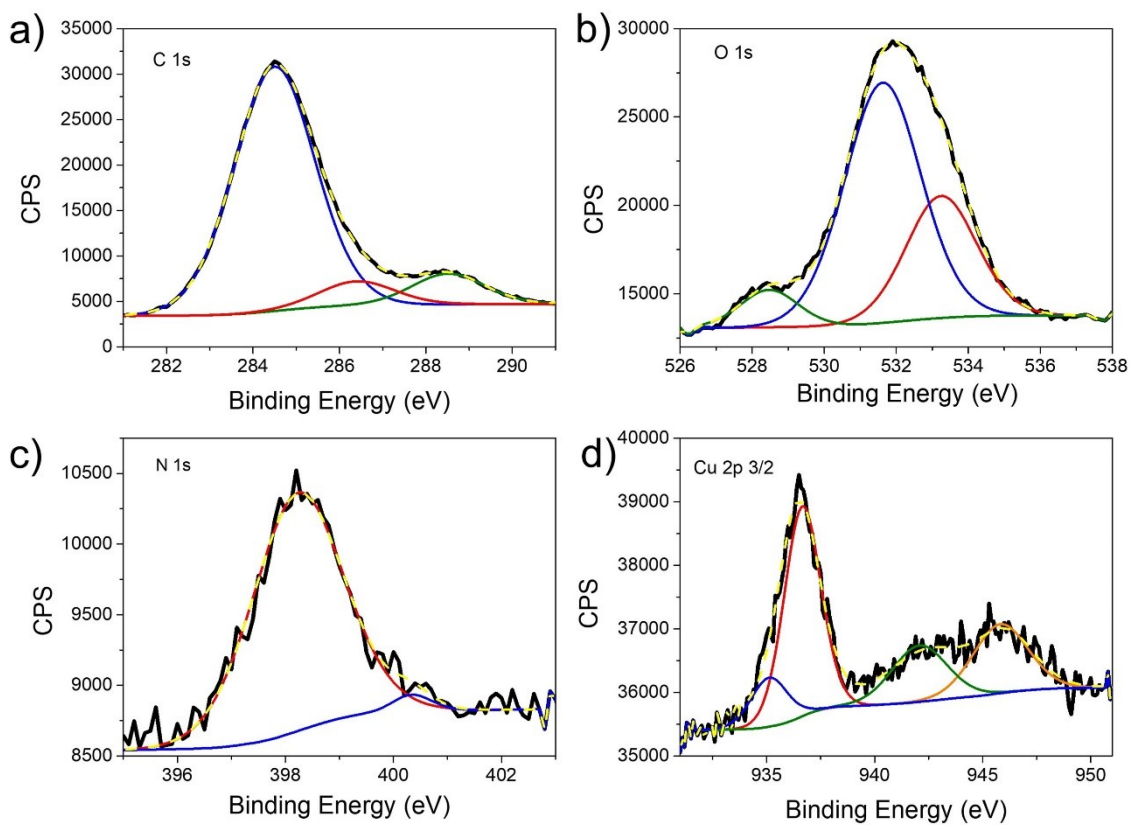 a)
C 1s
CPS
35000
30000
25000
20000
15000
10000
5000
0
282 284 286 288 290
Binding Energy (eV)
b)
O 1s
CPS
30000
25000
20000
15000
526 528 530 532 534 536 538
Binding Energy (eV)
c)
N 1s
CPS
10500
10000
9500
9000
8500
396 398 400 402
Binding Energy (eV)
d)
Cu 2p 3/2
CPS
40000
39000
38000
37000
36000
35000
935 940 945 950
Binding Energy (eV)